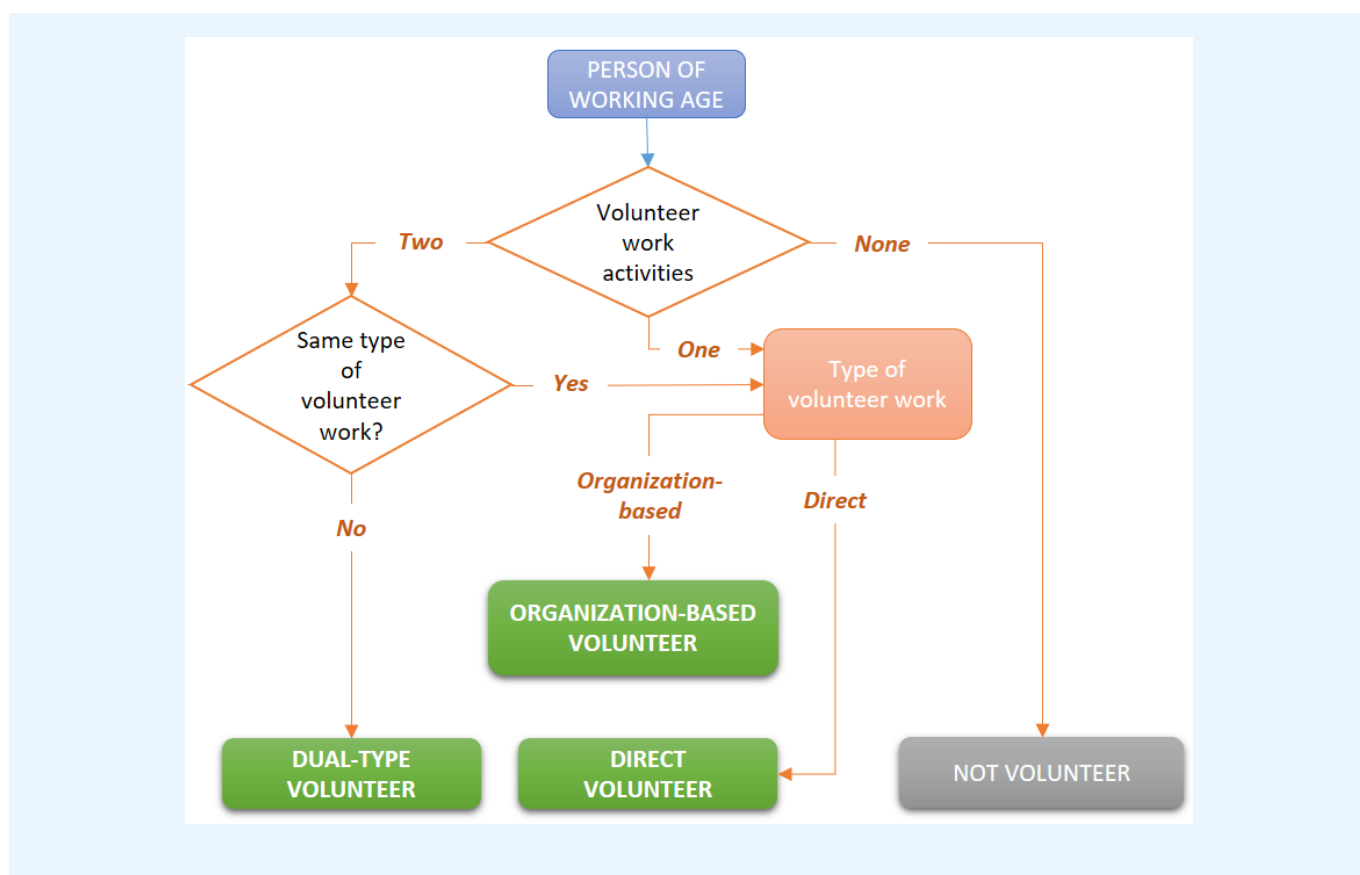 PERSON OF
WORKING AGE
Volunteer
work
activities
Two
None
Same type
of
volunteer
work?
One
Yes
Type of
volunteer work
Organization-
based
Direct
No
ORGANIZATION-BASED
VOLUNTEER
DUAL-TYPE
VOLUNTEER
DIRECT
VOLUNTEER
NOT VOLUNTEER